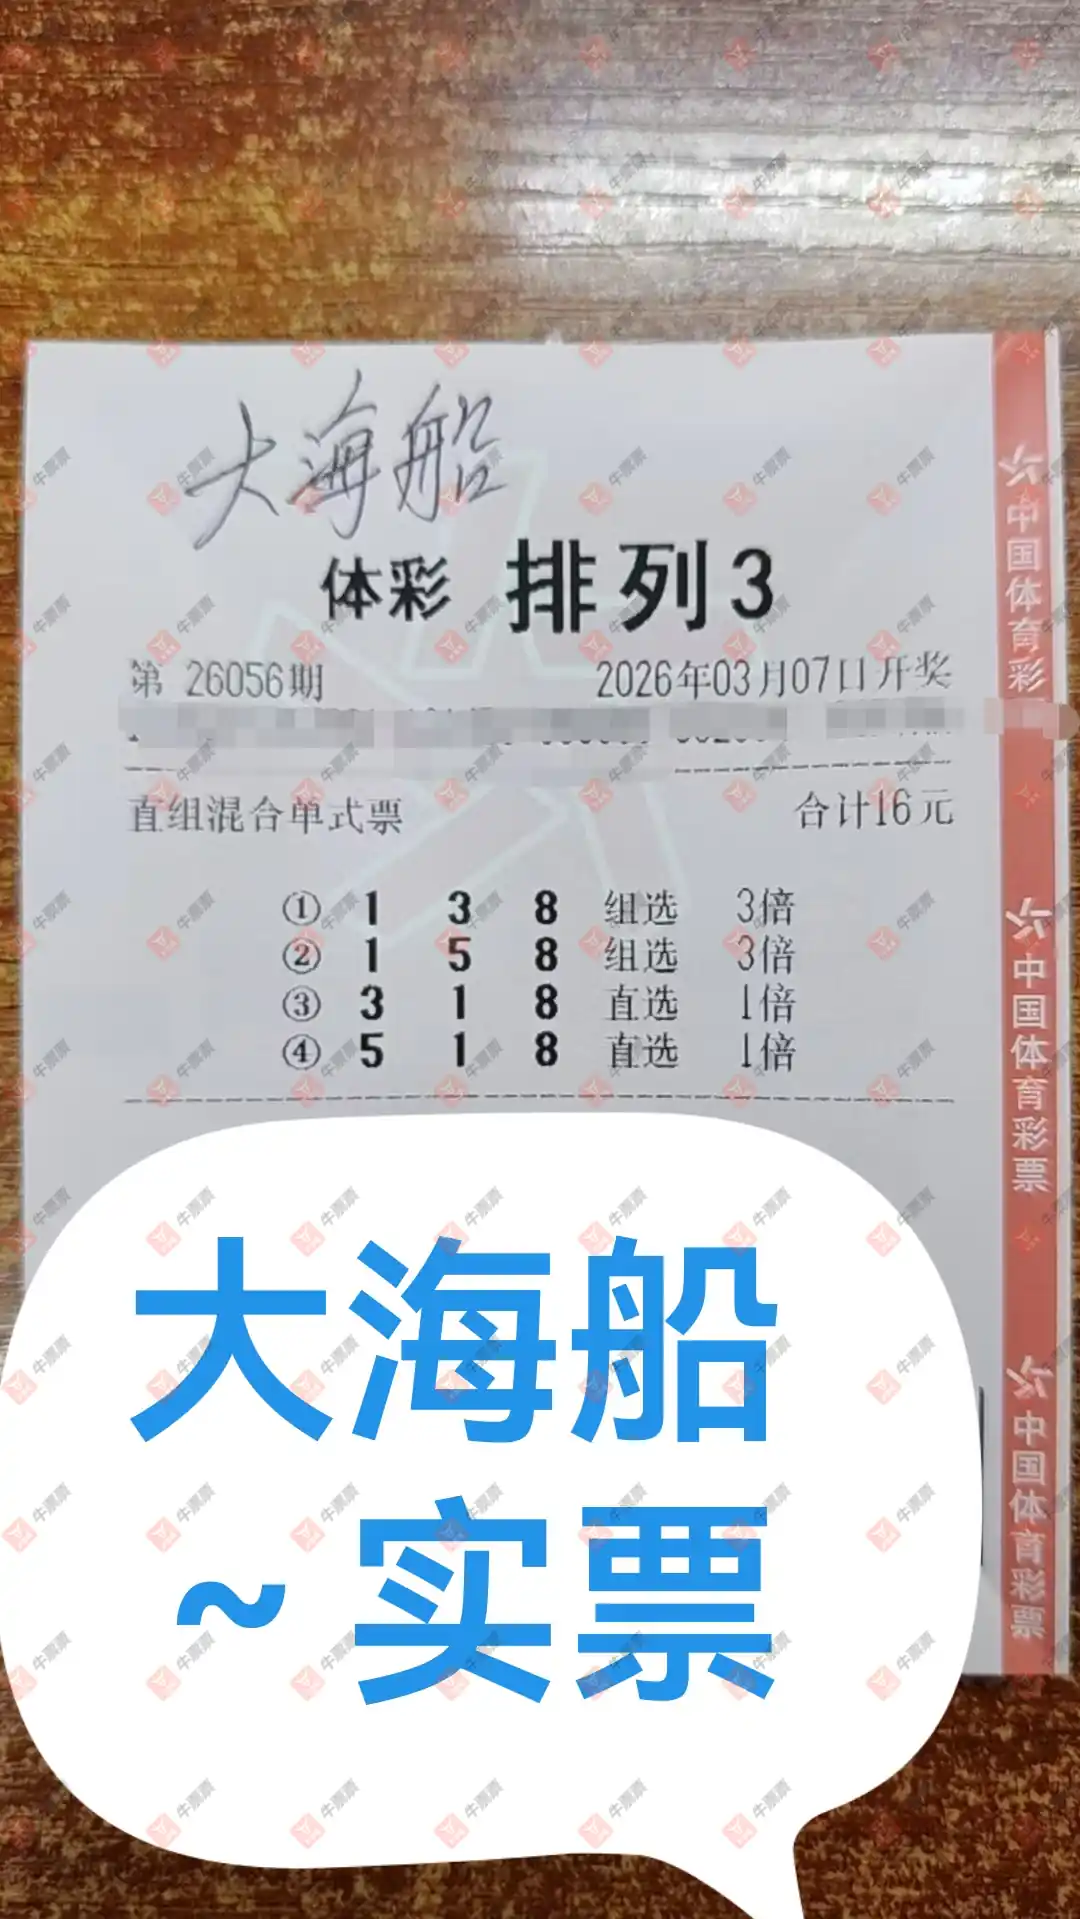 大海船
体彩 排列3
第 26056期 2026年03月07日开奖
直组混合单式票 合计16元
① 1 3 8 组选 3倍
② 1 5 8 组选 3倍
③ 3 1 8 直选 1倍
④ 5 1 8 直选 1倍
大海船
~实票
中国体育彩
中国体育彩票
中国体育彩票
牛票票